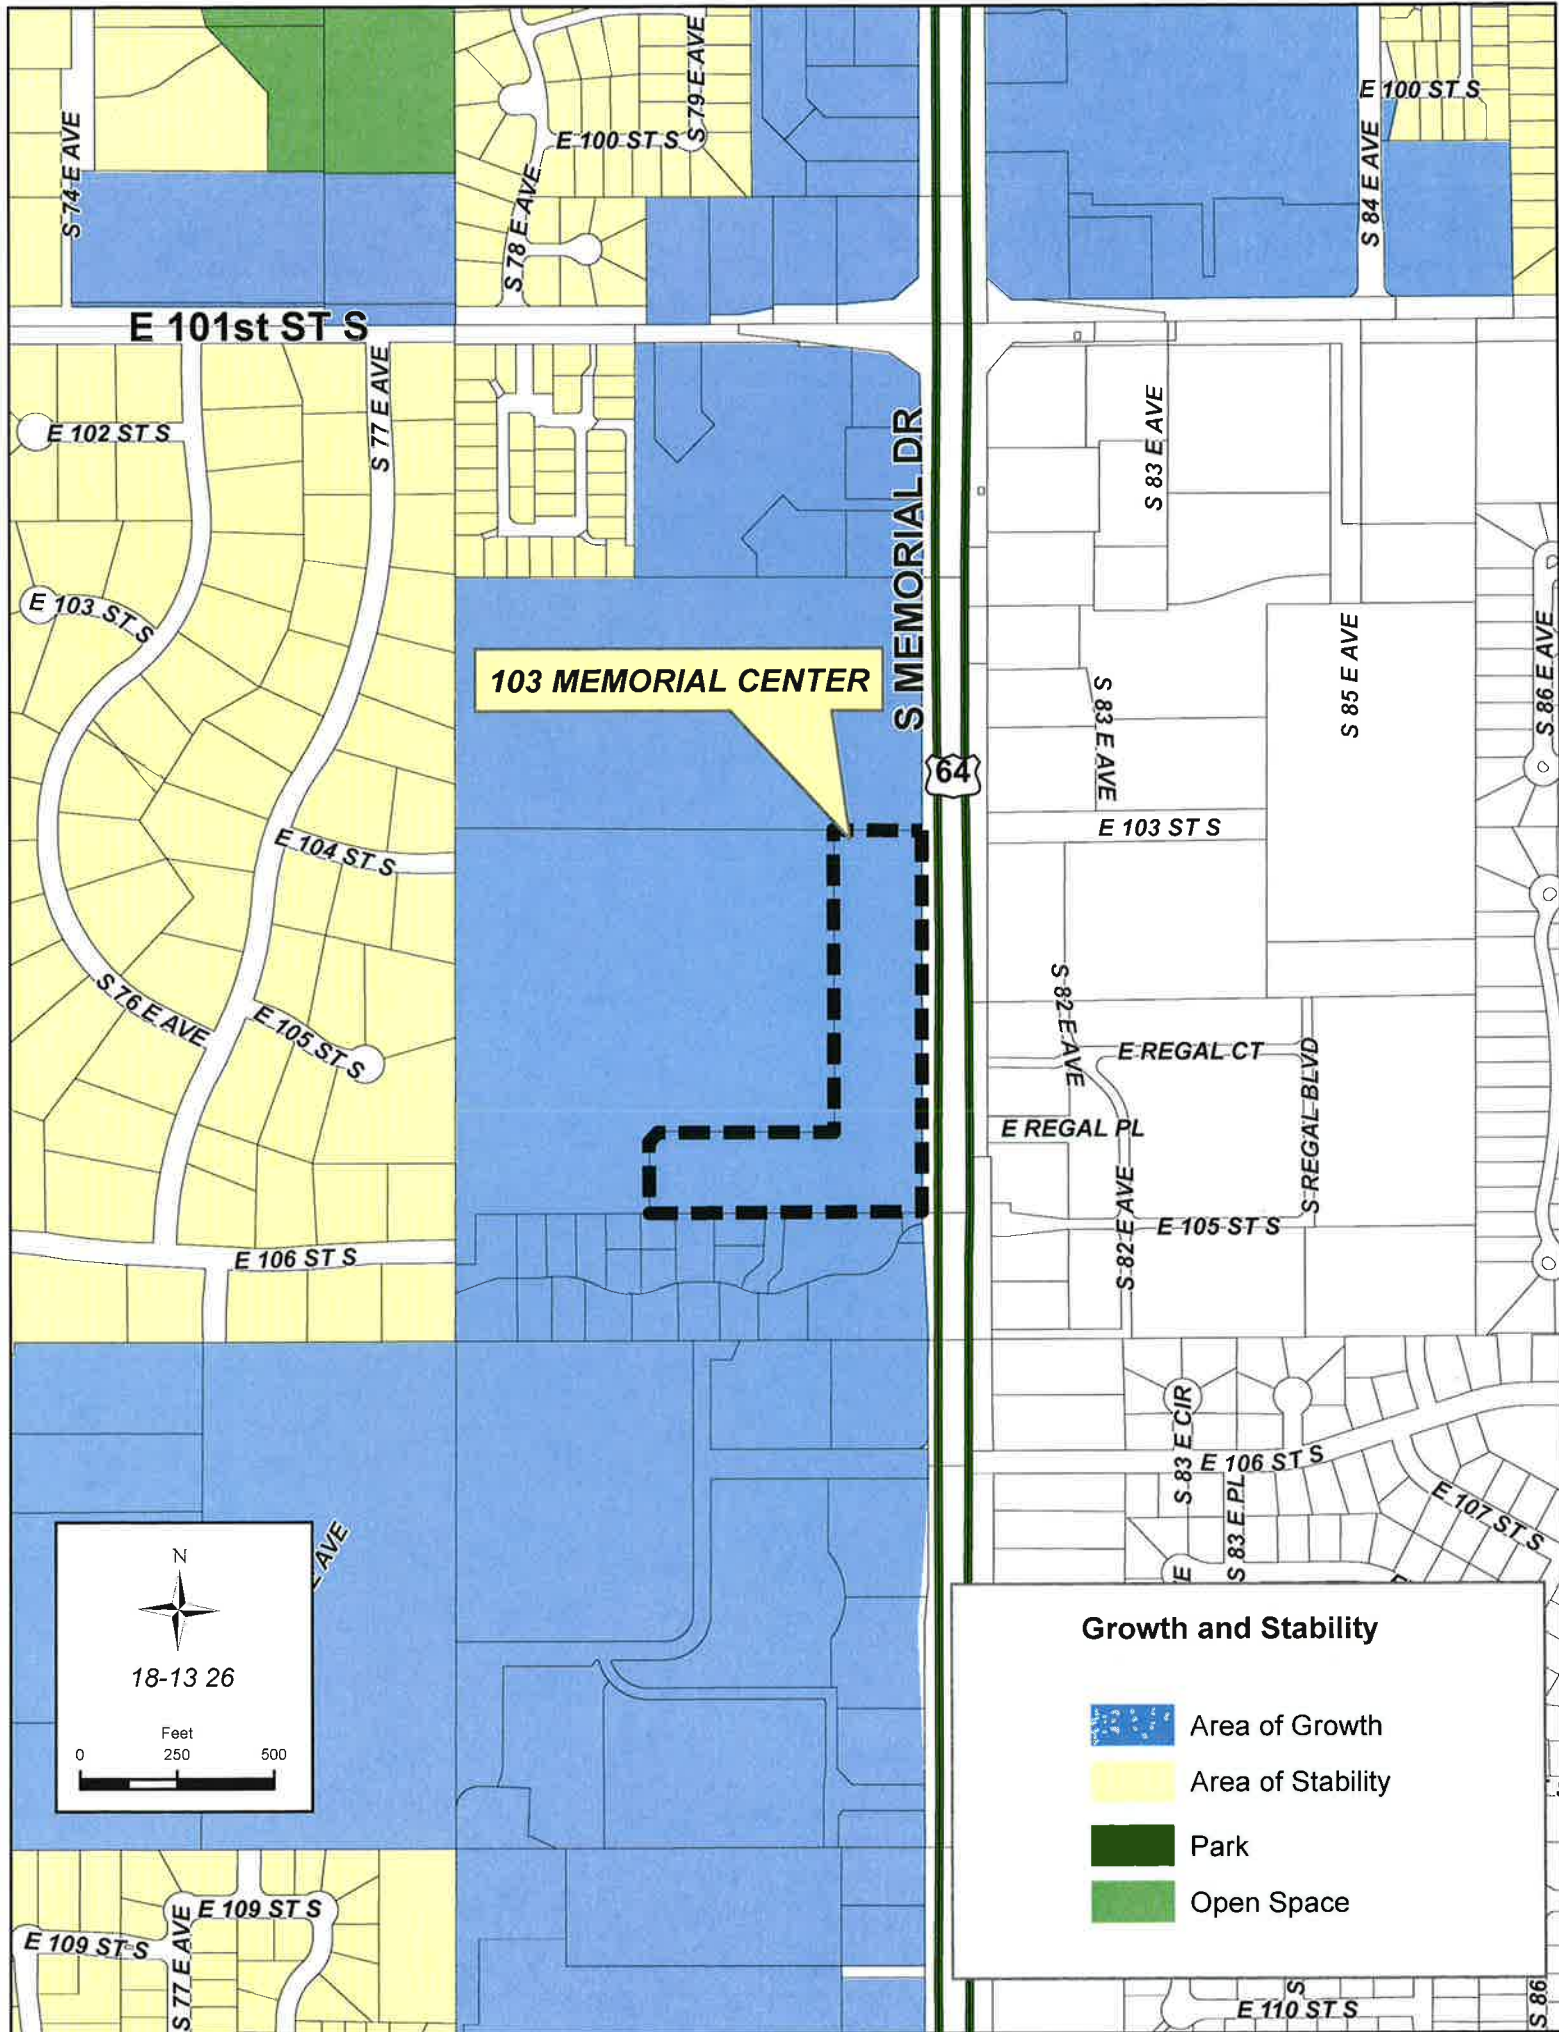 S 74 E AVE
E 100 ST S
S 79 E AVE
S 78 E AVE
E 100 ST S
S 84 E AVE
E 101st ST S
S 77 E AVE
E 102 ST S
S MEMORIAL DR
S 83 E AVE
E 103 ST S
103 MEMORIAL CENTER
64
S 83 E AVE
S 85 E AVE
S 86 E AVE
E 103 ST S
E 104 ST S
S 76 E AVE
E 105 ST S
S 82 E AVE
E REGAL CT
E REGAL PL
S REGAL BLVD
S 82 E AVE
E 105 ST S
E 106 ST S
S 83 E CIR
E 106 ST S
S 83 E PL
E 107 ST S
E AVE
N
18-13 26
Feet
0 250 500
Growth and Stability
Area of Growth
Area of Stability
Park
Open Space
E 109 ST S
E 109 ST S
S 77 E AVE
E 110 ST S
S
S 86